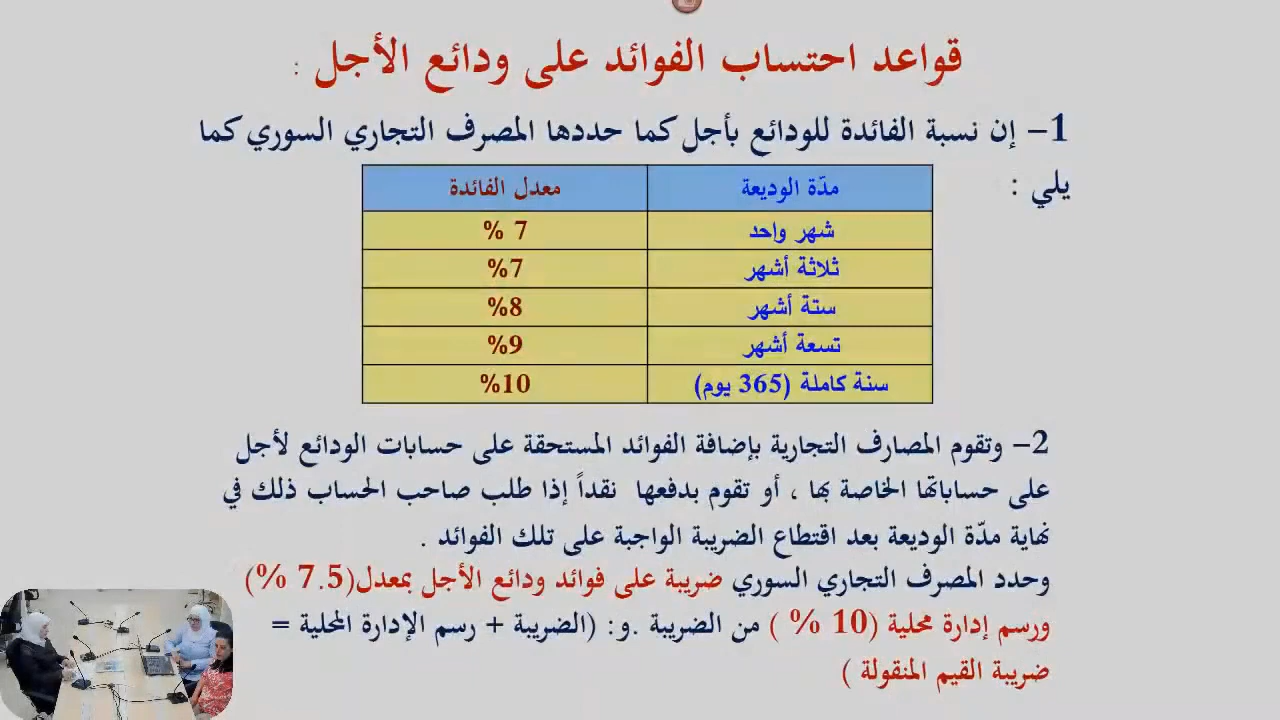 قواعد احتساب الفوائد على ودائع الأجل :
1– إن نسبة الفائدة للودائع بأجل كما حددها المصرف التجاري السوري كما
يلي :
مدّة الوديعة معدل الفائدة
شهر واحد 7 %
ثلاثة أشهر 7%
ستة أشهر 8%
تسعة أشهر 9%
سنة كاملة (365 يوم) 10%
2– وتقوم المصارف التجارية بإضافة الفوائد المستحقة على حسابات الودائع لأجل
على حساباتها الخاصة بها ، أو تقوم بدفعها نقداً إذا طلب صاحب الحساب ذلك في
نهاية مدّة الوديعة بعد اقتطاع الضريبة الواجبة على تلك الفوائد .
وحدد المصرف التجاري السوري ضريبة على فوائد ودائع الأجل بمعدل(7.5 %)
ورسم إدارة محلية (10 % ) من الضريبة .و: (الضريبة + رسم الإدارة المحلية =
ضريبة القيم المنقولة )